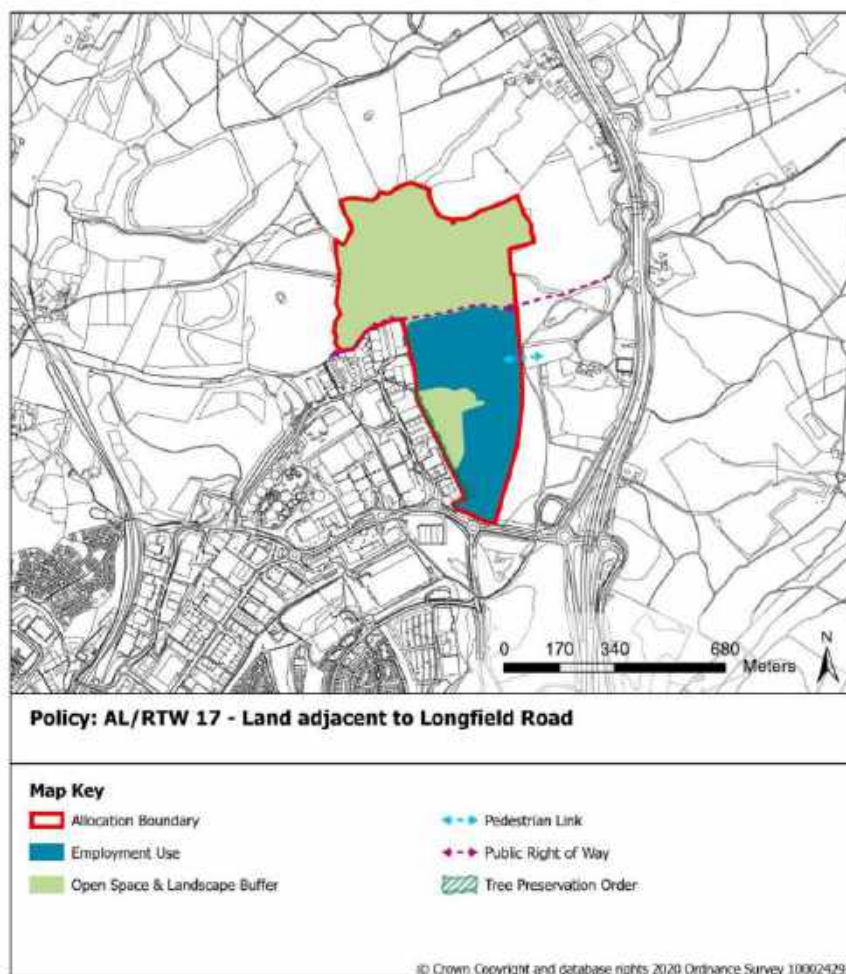 0 170 340 680
Meters
N
Policy: AL/RTW 17 - Land adjacent to Longfield Road
Map Key
Allocation Boundary
Employment Use
Open Space & Landscape Buffer
Pedestrian Link
Public Right of Way
Tree Preservation Order
© Crown Copyright and database rights 2020 Ordnance Survey 10002429